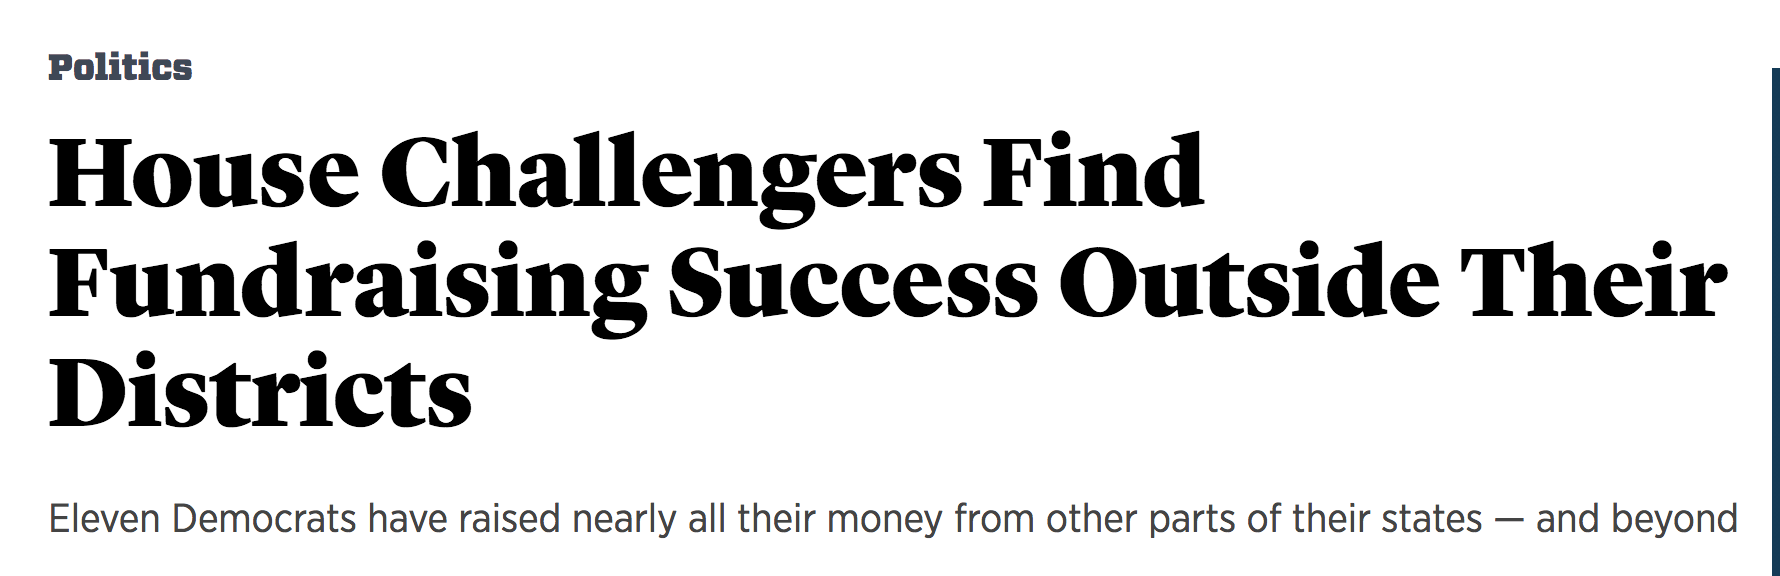 Politics
House Challengers Find
Fundraising Success Outside Their
Districts
Eleven Democrats have raised nearly all their money from other parts of their states — and beyond